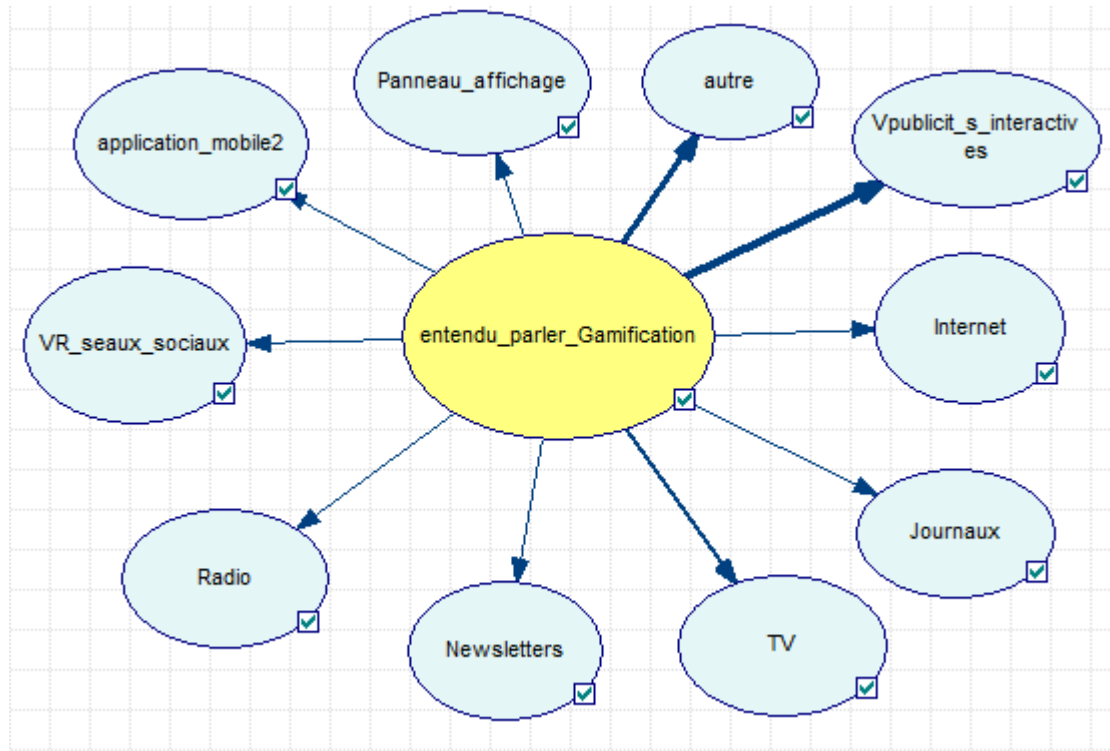 Panneau_affichage
autre
application_mobile2
Vpublicit_s_interactiv
es
entendu_parler_Gamification
Internet
VR_seaux_sociaux
Journaux
Radio
Newsletters
TV